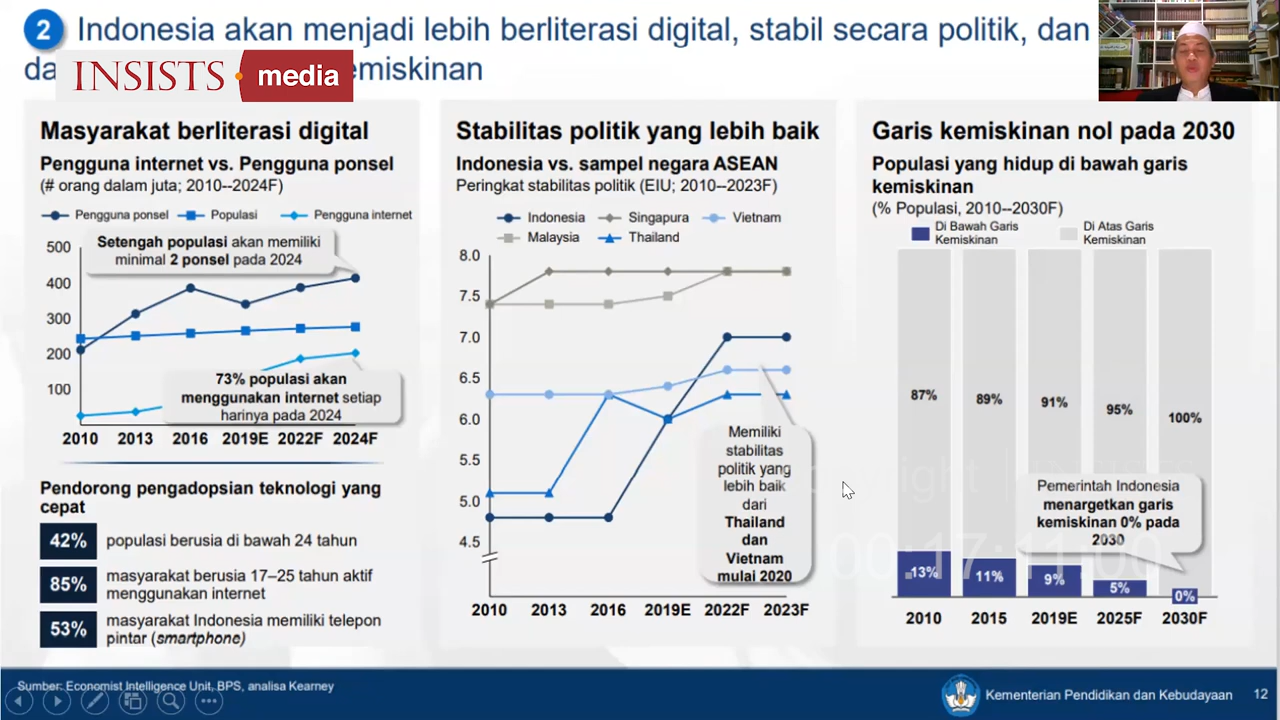 2 Indonesia akan menjadi lebih berliterasi digital, stabil secara politik, dan
da emiskinan
INSISTS media
Masyarakat berliterasi digital
Pengguna internet vs. Pengguna ponsel
(# orang dalam juta; 2010--2024F)
Pengguna ponsel Populasi Pengguna internet
Setengah populasi akan memiliki
minimal 2 ponsel pada 2024
500
400
300
200
100
73% populasi akan
menggunakan internet setiap
harinya pada 2024
2010 2013 2016 2019E 2022F 2024F
Pendorong pengadopsian teknologi yang
cepat
42% populasi berusia di bawah 24 tahun
85% masyarakat berusia 17–25 tahun aktif
menggunakan internet
53% masyarakat Indonesia memiliki telepon
pintar (smartphone)
Stabilitas politik yang lebih baik
Indonesia vs. sampel negara ASEAN
Peringkat stabilitas politik (EIU; 2010--2023F)
Indonesia Singapura Vietnam
Malaysia Thailand
8.0
7.5
7.0
6.5
6.0
5.5
5.0
4.5
Memiliki
stabilitas
politik yang
lebih baik
dari
Thailand
dan
Vietnam
mulai 2020
2010 2013 2016 2019E 2022F 2023F
Garis kemiskinan nol pada 2030
Populasi yang hidup di bawah garis
kemiskinan
(% Populasi, 2010--2030F)
Di Bawah Garis
Kemiskinan
Di Atas Garis
Kemiskinan
87% 89% 91% 95% 100%
Pemerintah Indonesia
menargetkan garis
kemiskinan 0% pada
2030
13% 11% 9% 5% 0%
2010 2015 2019E 2025F 2030F
00:17:11:00
Sumber: Economist Intelligence Unit, BPS, analisa Kearney
Kementerian Pendidikan dan Kebudayaan 12